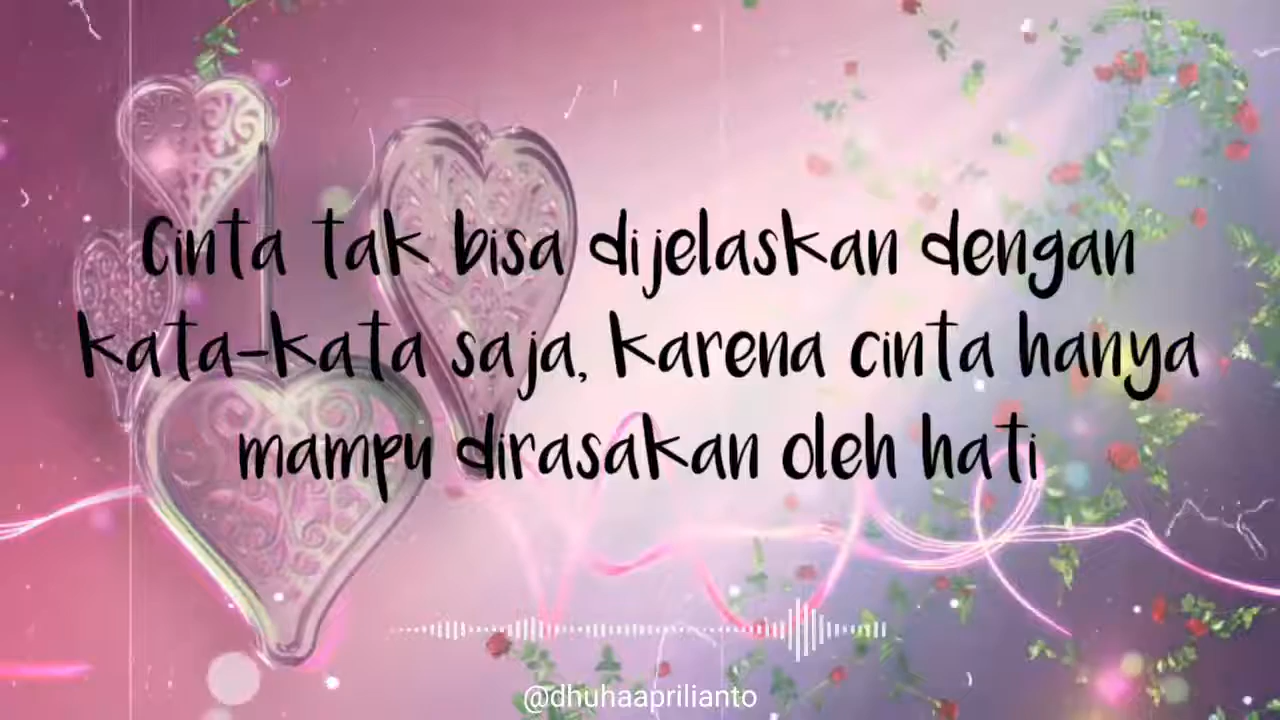 Cinta tak bisa dijelaskan dengan
kata-kata saja, karena cinta hanya
mampu dirasakan oleh hati
@dhuhaaprilianto